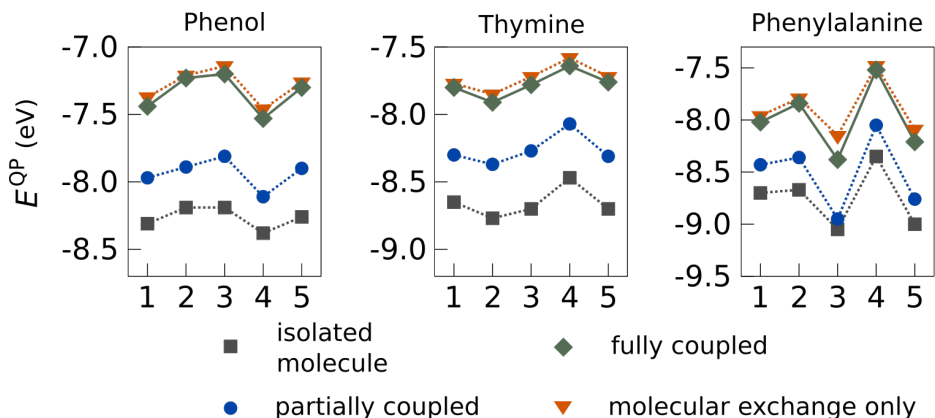 Phenol
Thymine
Phenylalanine
E^QP (eV)
-7.0
-7.5
-8.0
-8.5
1 2 3 4 5
-7.5
-8.0
-8.5
-9.0
1 2 3 4 5
-7.5
-8.0
-8.5
-9.0
-9.5
1 2 3 4 5
isolated
molecule
fully coupled
partially coupled
molecular exchange only